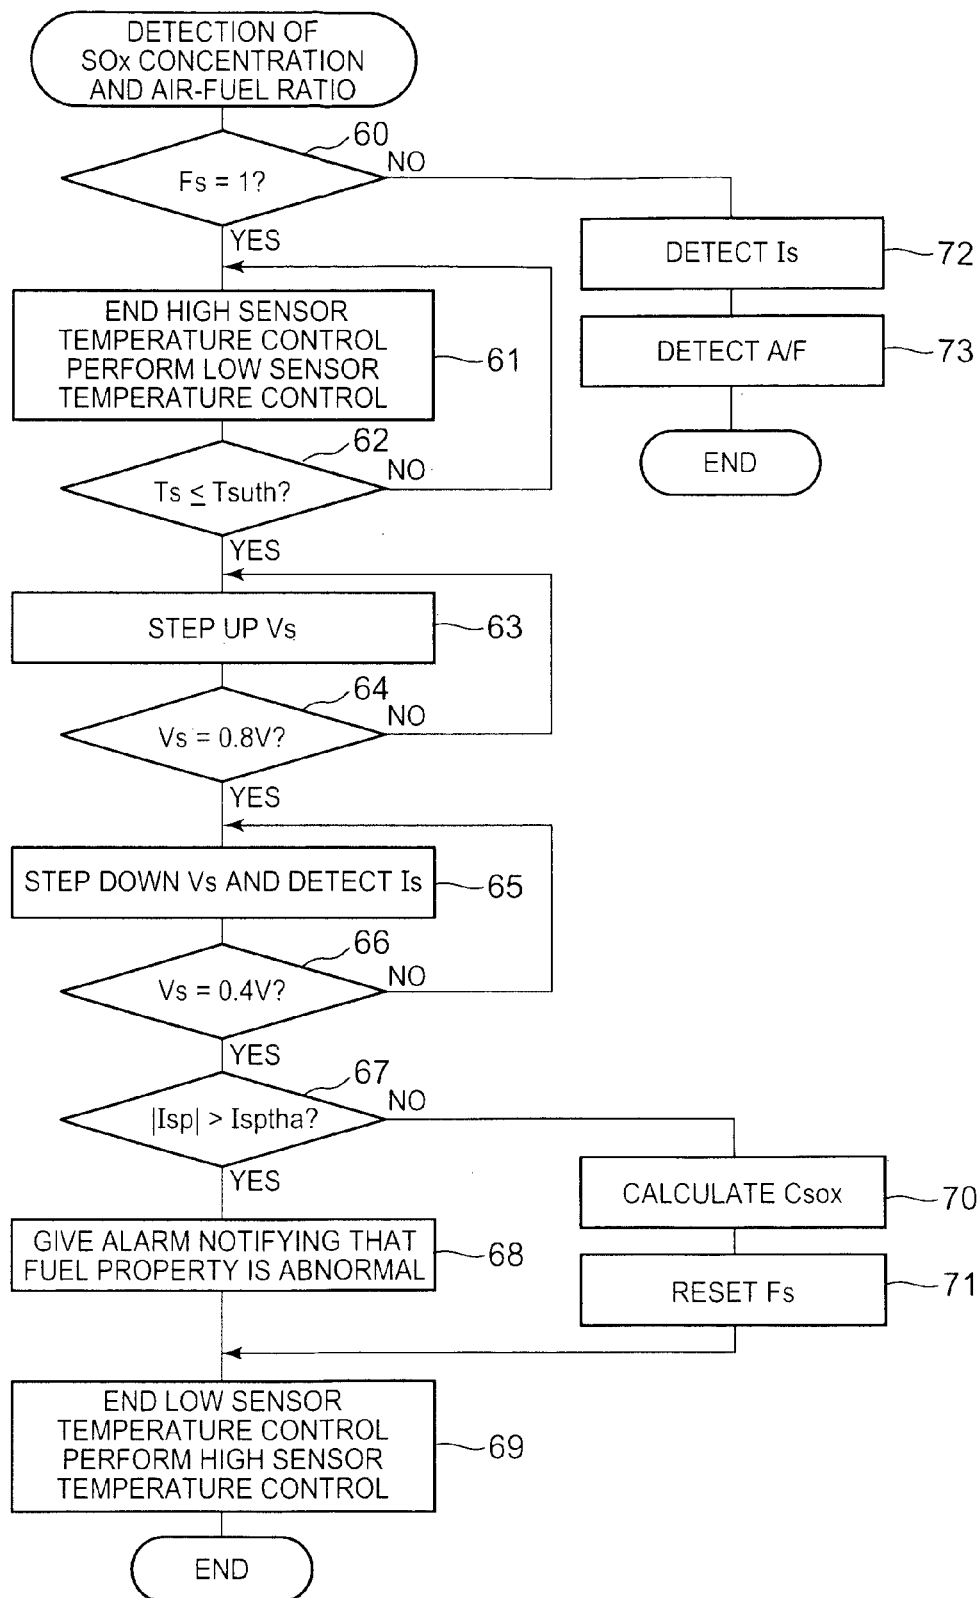 DETECTION OF
SOx CONCENTRATION
AND AIR-FUEL RATIO
60
Fs = 1?
NO
YES
DETECT Is
72
END HIGH SENSOR
TEMPERATURE CONTROL
PERFORM LOW SENSOR
TEMPERATURE CONTROL
61
DETECT A/F
73
62
Ts ≤ Tsuth?
NO
YES
END
STEP UP Vs
63
64
Vs = 0.8V?
NO
YES
STEP DOWN Vs AND DETECT Is
65
66
Vs = 0.4V?
NO
YES
67
|Isp| > Isptha?
NO
YES
CALCULATE Csox
70
GIVE ALARM NOTIFYING THAT
FUEL PROPERTY IS ABNORMAL
68
RESET Fs
71
END LOW SENSOR
TEMPERATURE CONTROL
PERFORM HIGH SENSOR
TEMPERATURE CONTROL
69
END